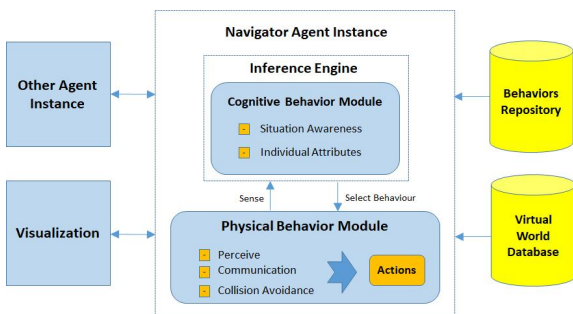 Navigator Agent Instance
Other Agent
Instance
Inference Engine
Cognitive Behavior Module
- Situation Awareness
- Individual Attributes
Behaviors
Repository
Sense
Select Behaviour
Visualization
Physical Behavior Module
- Perceive
- Communication
- Collision Avoidance
Actions
Virtual
World
Database